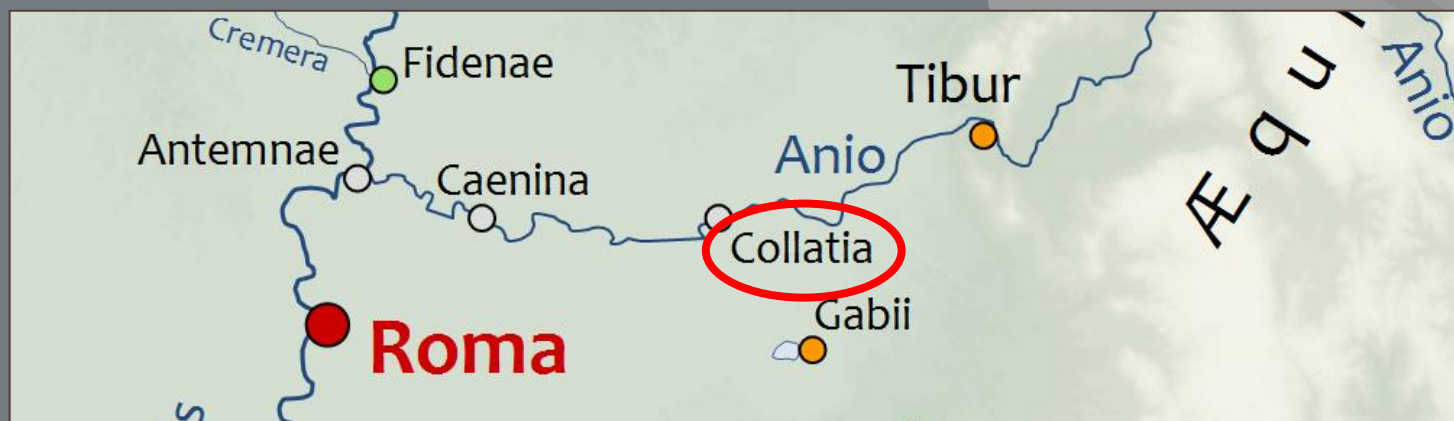 Cremera
Fidenae
Tibur
Antemnae
Anio
Caenina
Collatia
Gabii
Roma
Anio